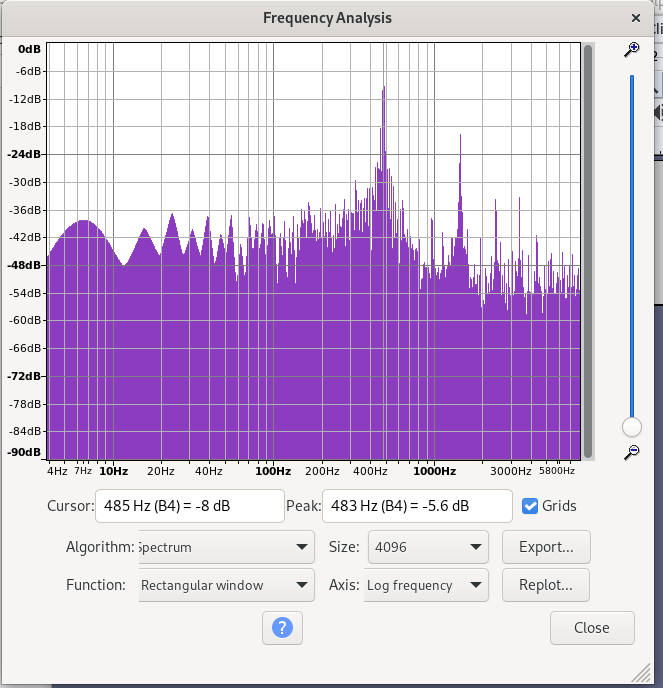 Frequency Analysis
0dB
-6dB
-12dB
-18dB
-24dB
-30dB
-36dB
-42dB
-48dB
-54dB
-60dB
-66dB
-72dB
-78dB
-84dB
-90dB
4Hz 7Hz 10Hz 20Hz 40Hz 100Hz 200Hz 400Hz 1000Hz 3000Hz 5800Hz
Cursor: 485 Hz (B4) = -8 dB Peak: 483 Hz (B4) = -5.6 dB Grids
Algorithm: Spectrum Size: 4096 Export...
Function: Rectangular window Axis: Log frequency Replot...
? Close